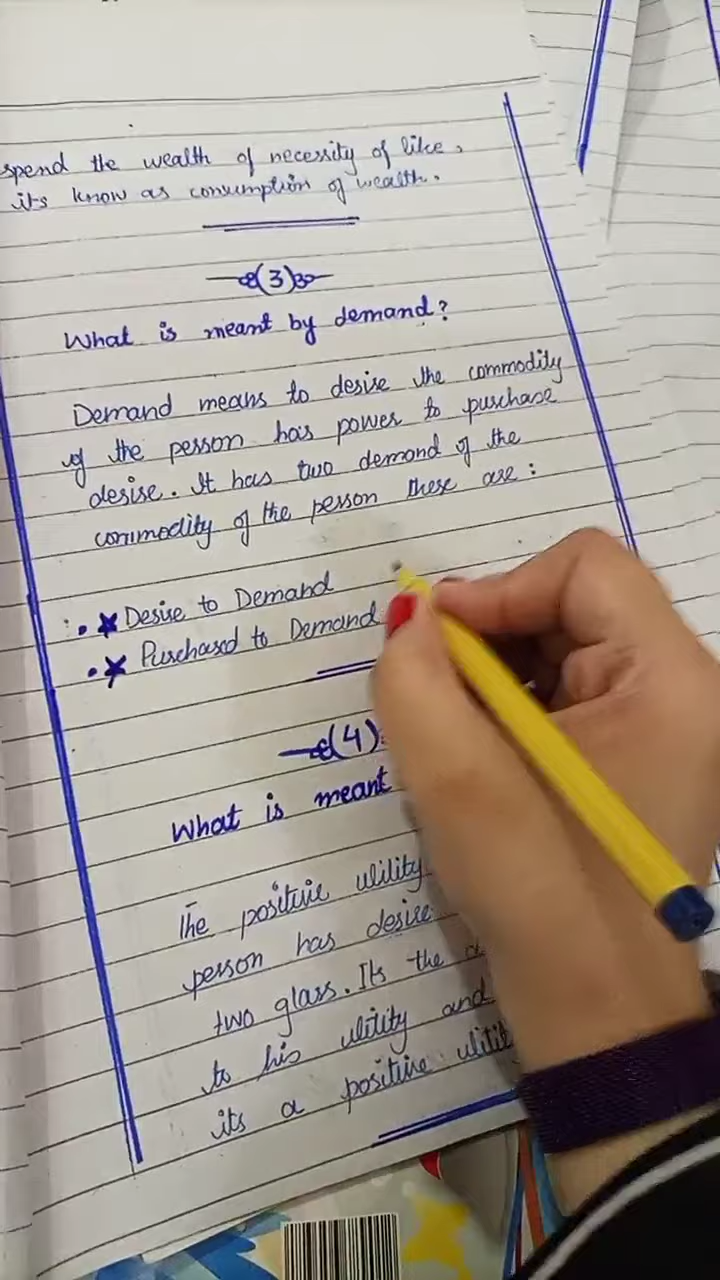 spend the wealth of necessity of like,
its know as consumption of wealth.
(3)
What is meant by demand?
Demand means to desire the commodity
of the person has power to purchase
desire. It has two demand of the
commodity of the person these are:
Desire to Demand
Purchased to Demand
(4)
What is meant
The positive utility
person has desire
two glass. Its the
to his utility and
its a positive utility